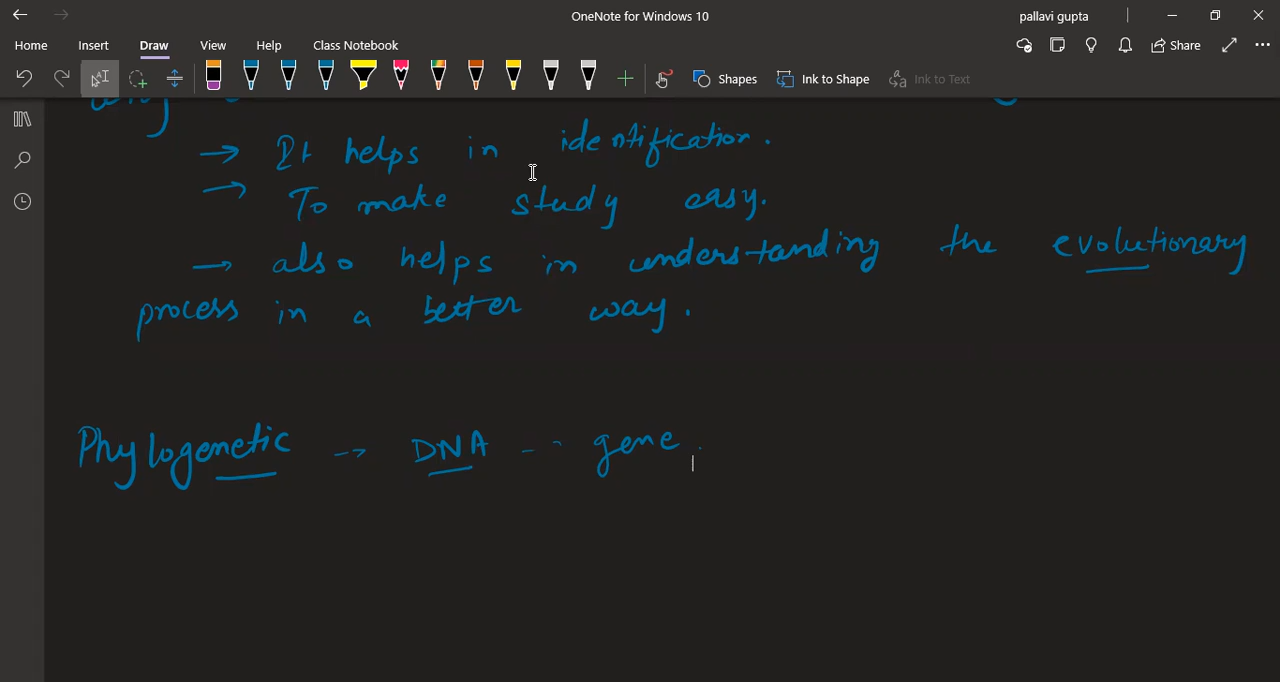 OneNote for Windows 10
pallavi gupta
Home Insert Draw View Help Class Notebook
Share
Shapes Ink to Shape Ink to Text
→ It helps in identification.
→ To make study easy.
→ also helps in understanding the evolutionary
process in a better way.
Phylogenetic -> DNA -- gene.